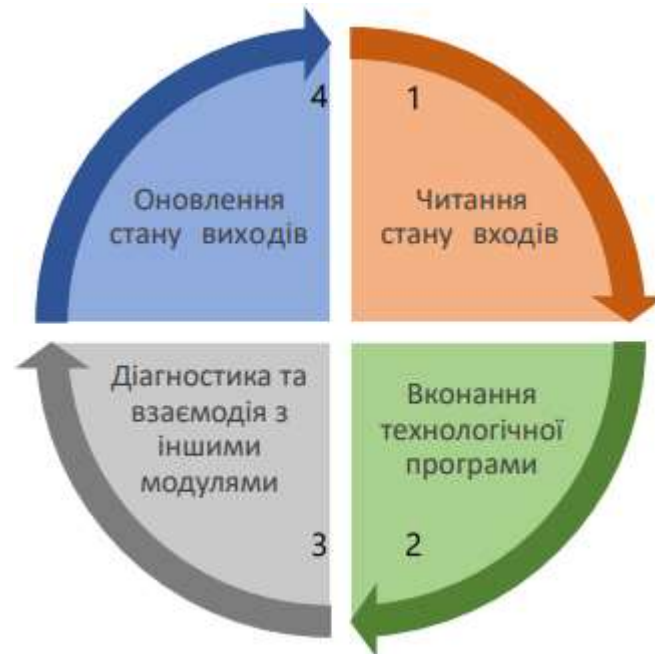 4
Оновлення
стану виходів
1
Читання
стану входів
Вконання
технологічної
програми
2
Діагностика та
взаємодія з
іншими
модулями
3